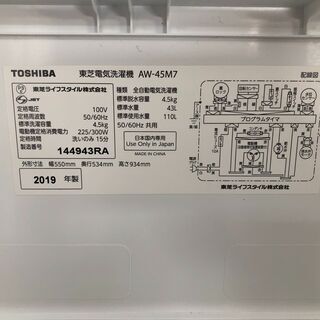 TOSHIBA 東芝電気洗濯機 AW-45M7
配線図
東芝ライフスタイル株式会社
JET
定格電圧 100V
定格周波数 50/60Hz
標準洗濯容量 4.5kg
電動機定格消費電力 225/300W
定格時間 洗いのみ 15分
製造番号 144943RA
種類 全自動電気洗濯機
標準脱水容量 4.5kg
標準水量 43L
標準使用水量 110L
50/60Hz 共用
日本国内専用
Use Only in Japan
プログラムタイマ
東芝ライフスタイル株式会社
外形寸法 幅550mm 奥行534mm 高さ934mm
2019 年製